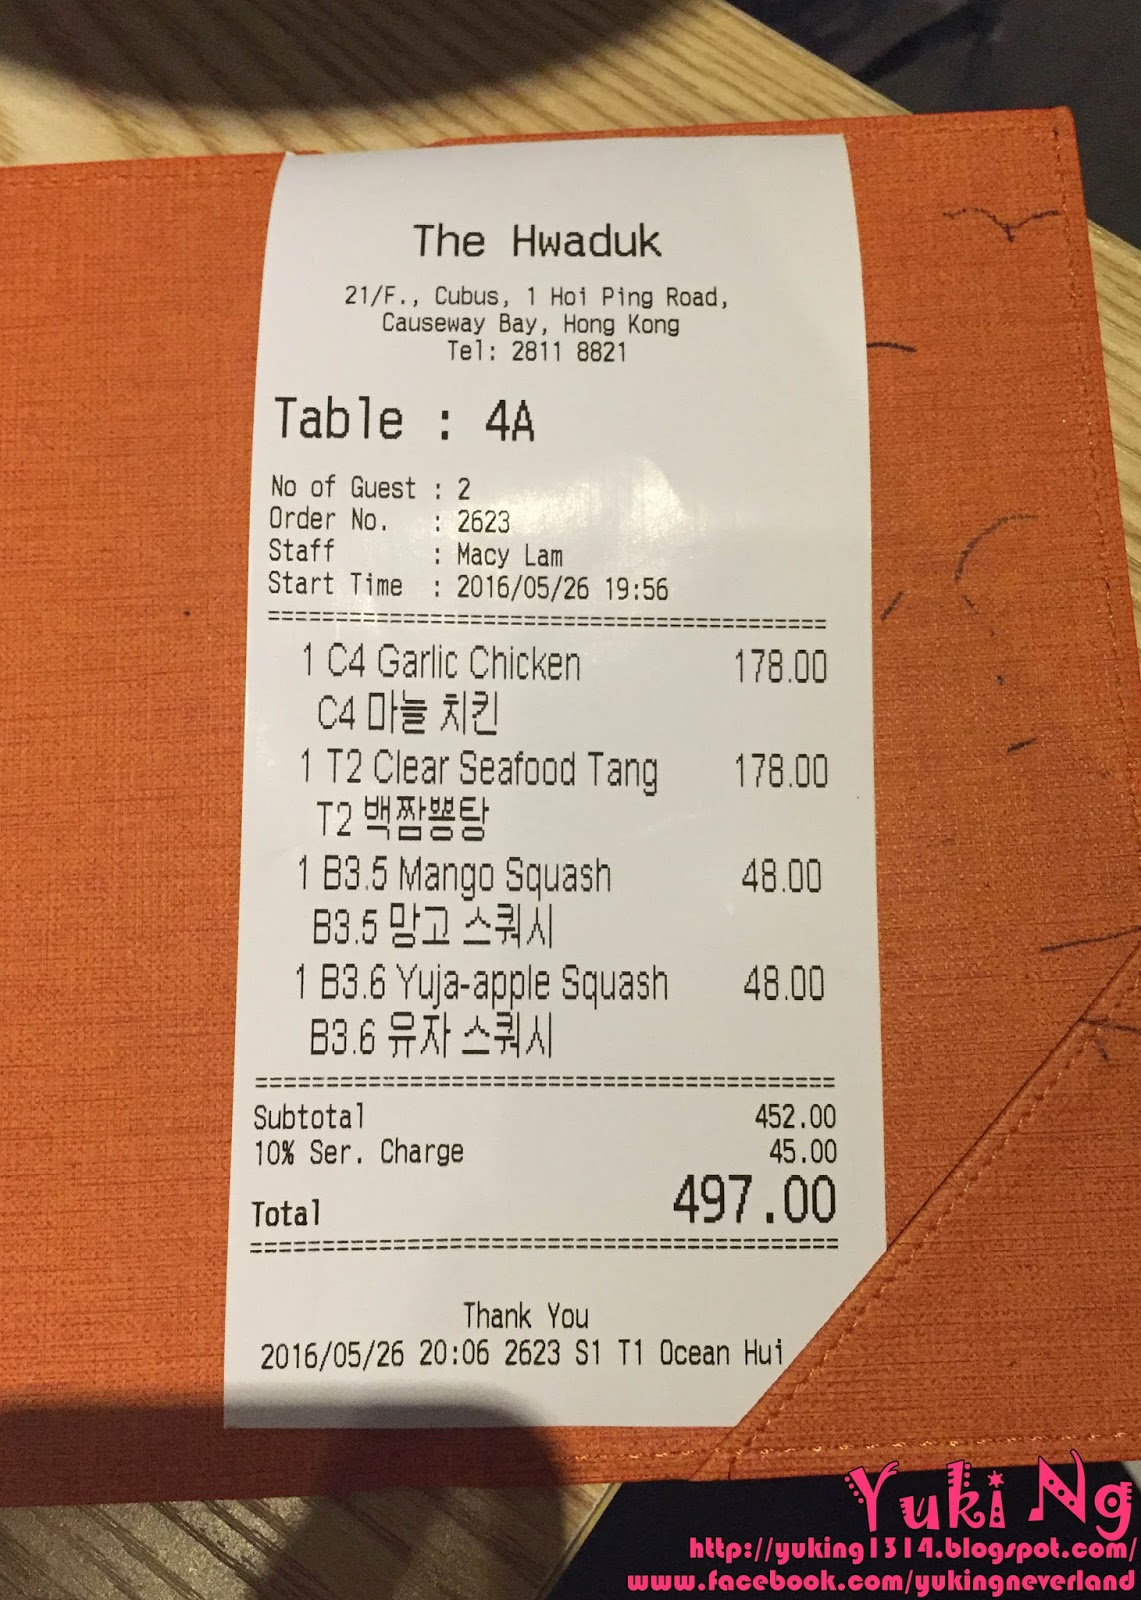 The Hwaduk
21/F., Cubus, 1 Hoi Ping Road,
Causeway Bay, Hong Kong
Tel: 2811 8821
Table : 4A
No of Guest : 2
Order No. : 2623
Staff : Macy Lam
Start Time : 2016/05/26 19:56
1 C4 Garlic Chicken 178.00
C4 마늘 치킨
1 T2 Clear Seafood Tang 178.00
T2 백짬뽕탕
1 B3.5 Mango Squash 48.00
B3.5 망고 스쿼시
1 B3.6 Yuja-apple Squash 48.00
B3.6 유자 스쿼시
Subtotal 452.00
10% Ser. Charge 45.00
Total 497.00
Thank You
2016/05/26 20:06 2623 S1 T1 Ocean Hui
Yuki Ng
http://yuking1314.blogspot.com/
www.facebook.com/yukingneverland